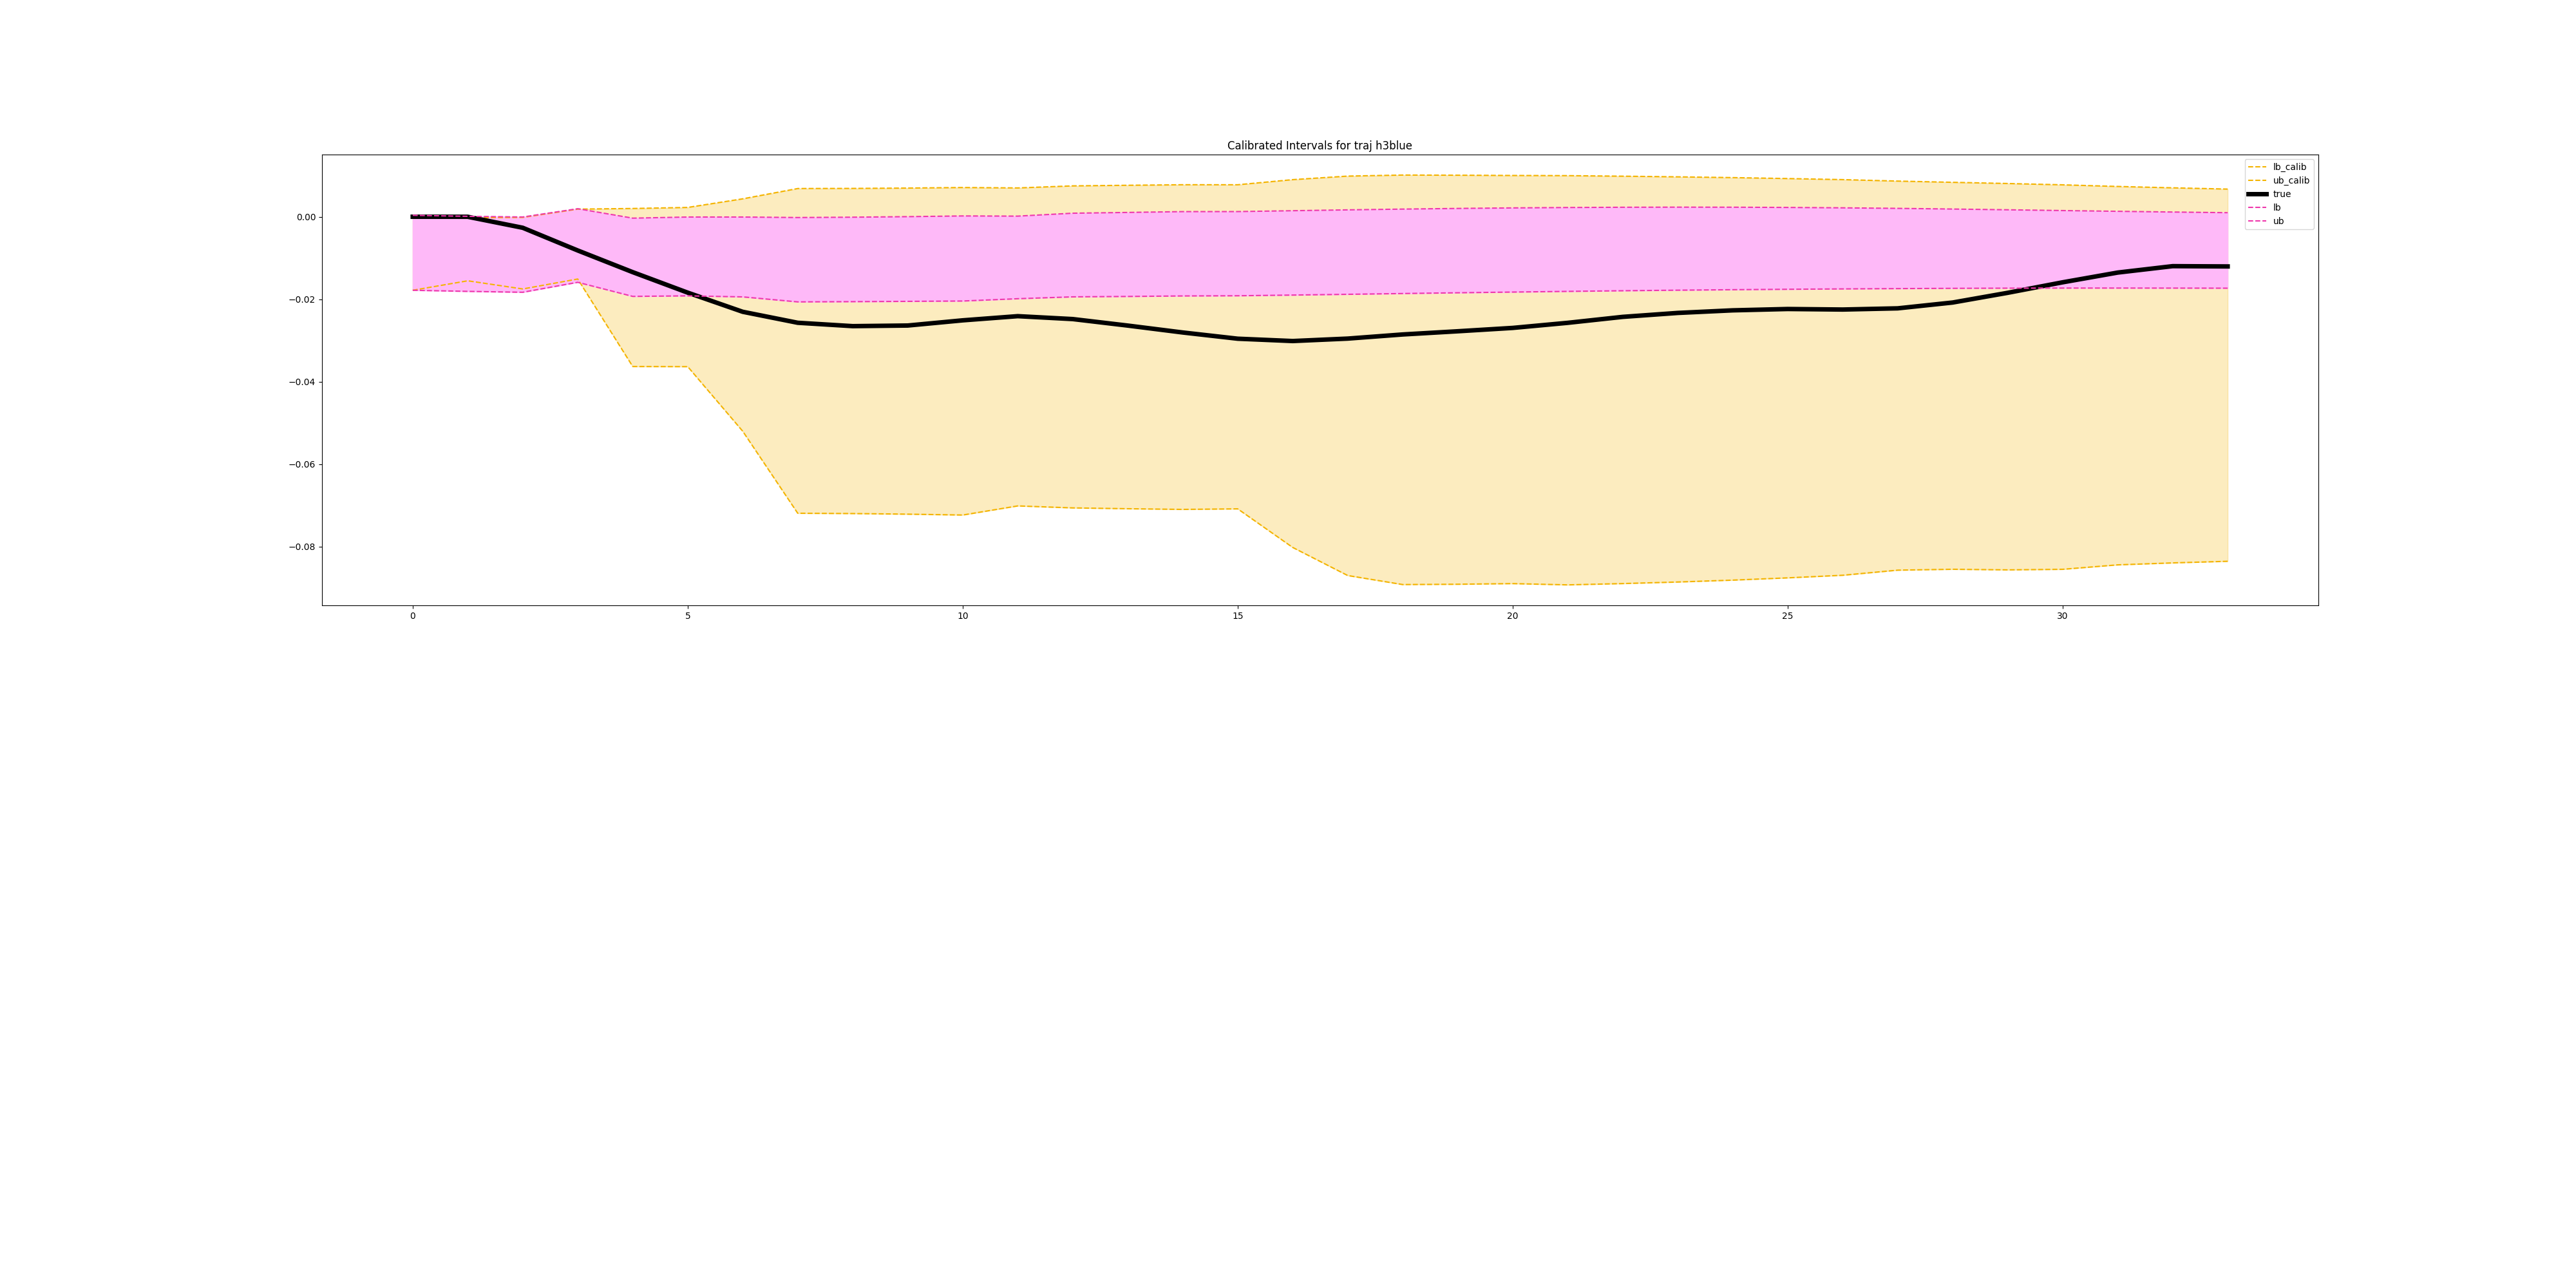 Calibrated Intervals for traj h3blue
lb_calib
ub_calib
true
lb
ub
0.00
−0.02
−0.04
−0.06
−0.08
0 5 10 15 20 25 30